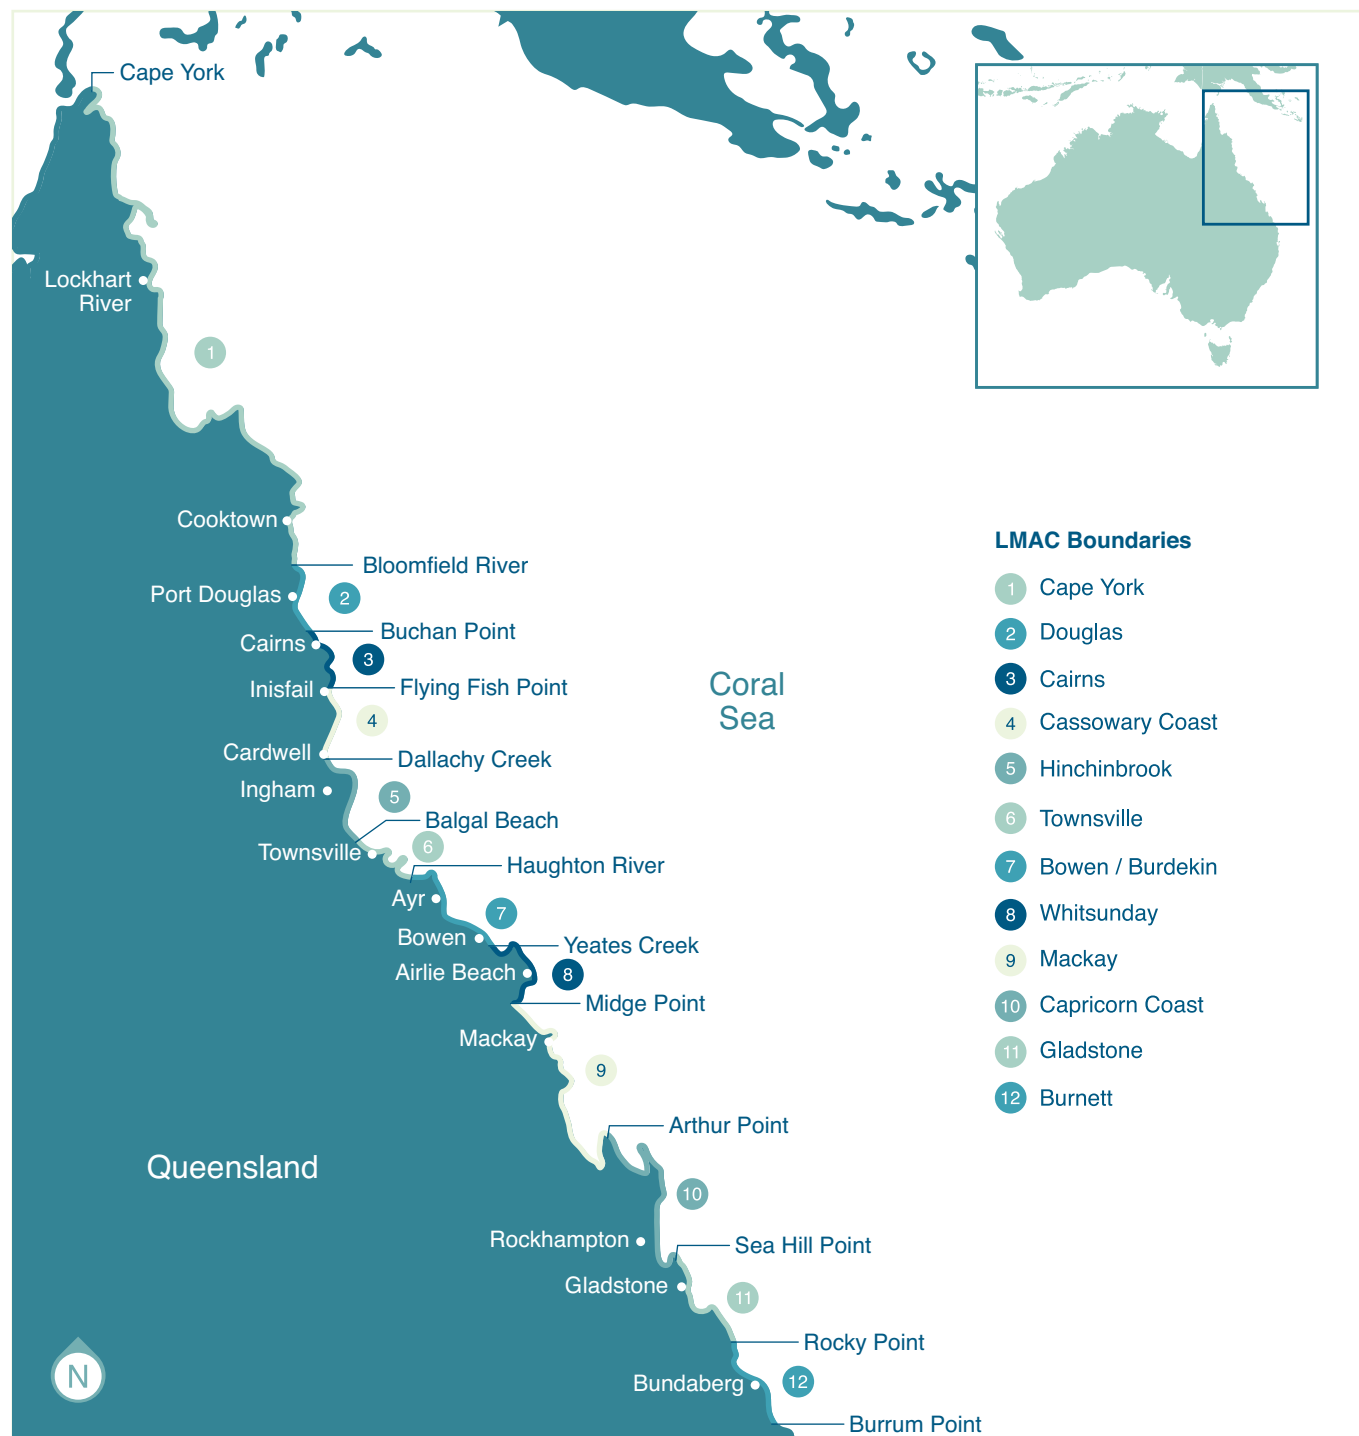 Cape York
Lockhart
River
1
Cooktown
Bloomfield River
Port Douglas
2
Buchan Point
Cairns
3
Inisfail
Flying Fish Point
4
Cardwell
Dallachy Creek
Ingham
5
Balgal Beach
Townsville
6
Haughton River
Ayr
7
Bowen
Yeates Creek
Airlie Beach
8
Midge Point
Mackay
9
Arthur Point
Queensland
10
Rockhampton
Sea Hill Point
Gladstone
11
Rocky Point
N
Bundaberg
12
Burrum Point
Coral
Sea
LMAC Boundaries
1 Cape York
2 Douglas
3 Cairns
4 Cassowary Coast
5 Hinchinbrook
6 Townsville
7 Bowen / Burdekin
8 Whitsunday
9 Mackay
10 Capricorn Coast
11 Gladstone
12 Burnett